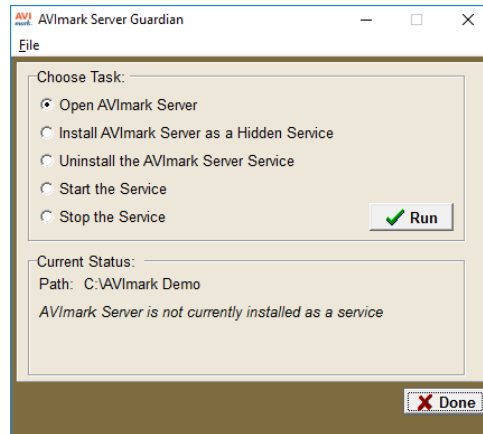 AVI
mark
AVImark Server Guardian
File
Choose Task:
Open AVImark Server
Install AVImark Server as a Hidden Service
Uninstall the AVImark Server Service
Start the Service
Stop the Service
Run
Current Status:
Path: C:\AVImark Demo
AVImark Server is not currently installed as a service
Done